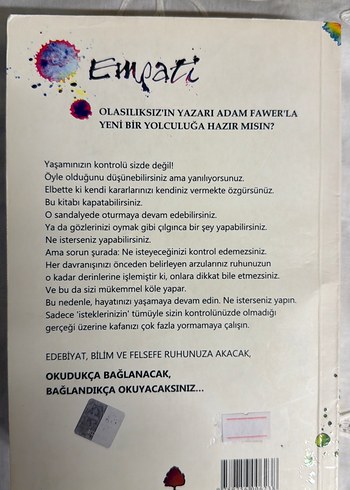 Empati
OLASILIKSIZ'IN YAZARI ADAM FAWER'LA
YENİ BİR YOLCULUĞA HAZIR MISIN?
Yaşamınızın kontrolü sizde değil!
Öyle olduğunu düşünebilirsiniz ama yanılıyorsunuz.
Elbette ki kendi kararlarınızı kendiniz vermekte özgürsünüz.
Bu kitabı kapatabilirsiniz.
O sandalyede oturmaya devam edebilirsiniz.
Ya da gözlerinizi oymak gibi çılgınca bir şey yapabilirsiniz.
Ne isterseniz yapabilirsiniz.
Ama sorun şurada: Ne isteyeceğinizi kontrol edemezsiniz.
Her davranışınızı önceden belirleyen arzularınız ruhunuzun
o kadar derinlerine işlemiştir ki, onlara dikkat bile etmezsiniz.
Ve bu da sizi mükemmel köle yapar.
Bu nedenle, hayatınızı yaşamaya devam edin. Ne isterseniz yapın.
Sadece 'isteklerinizin' tümüyle sizin kontrolünüzde olmadığı
gerçeği üzerine kafanızı çok fazla yormamaya çalışın.
EDEBİYAT, BİLİM VE FELSEFE RUHUNUZA AKACAK,
OKUDUKÇA BAĞLANACAK,
BAĞLANDIKÇA OKUYACAKSINIZ...